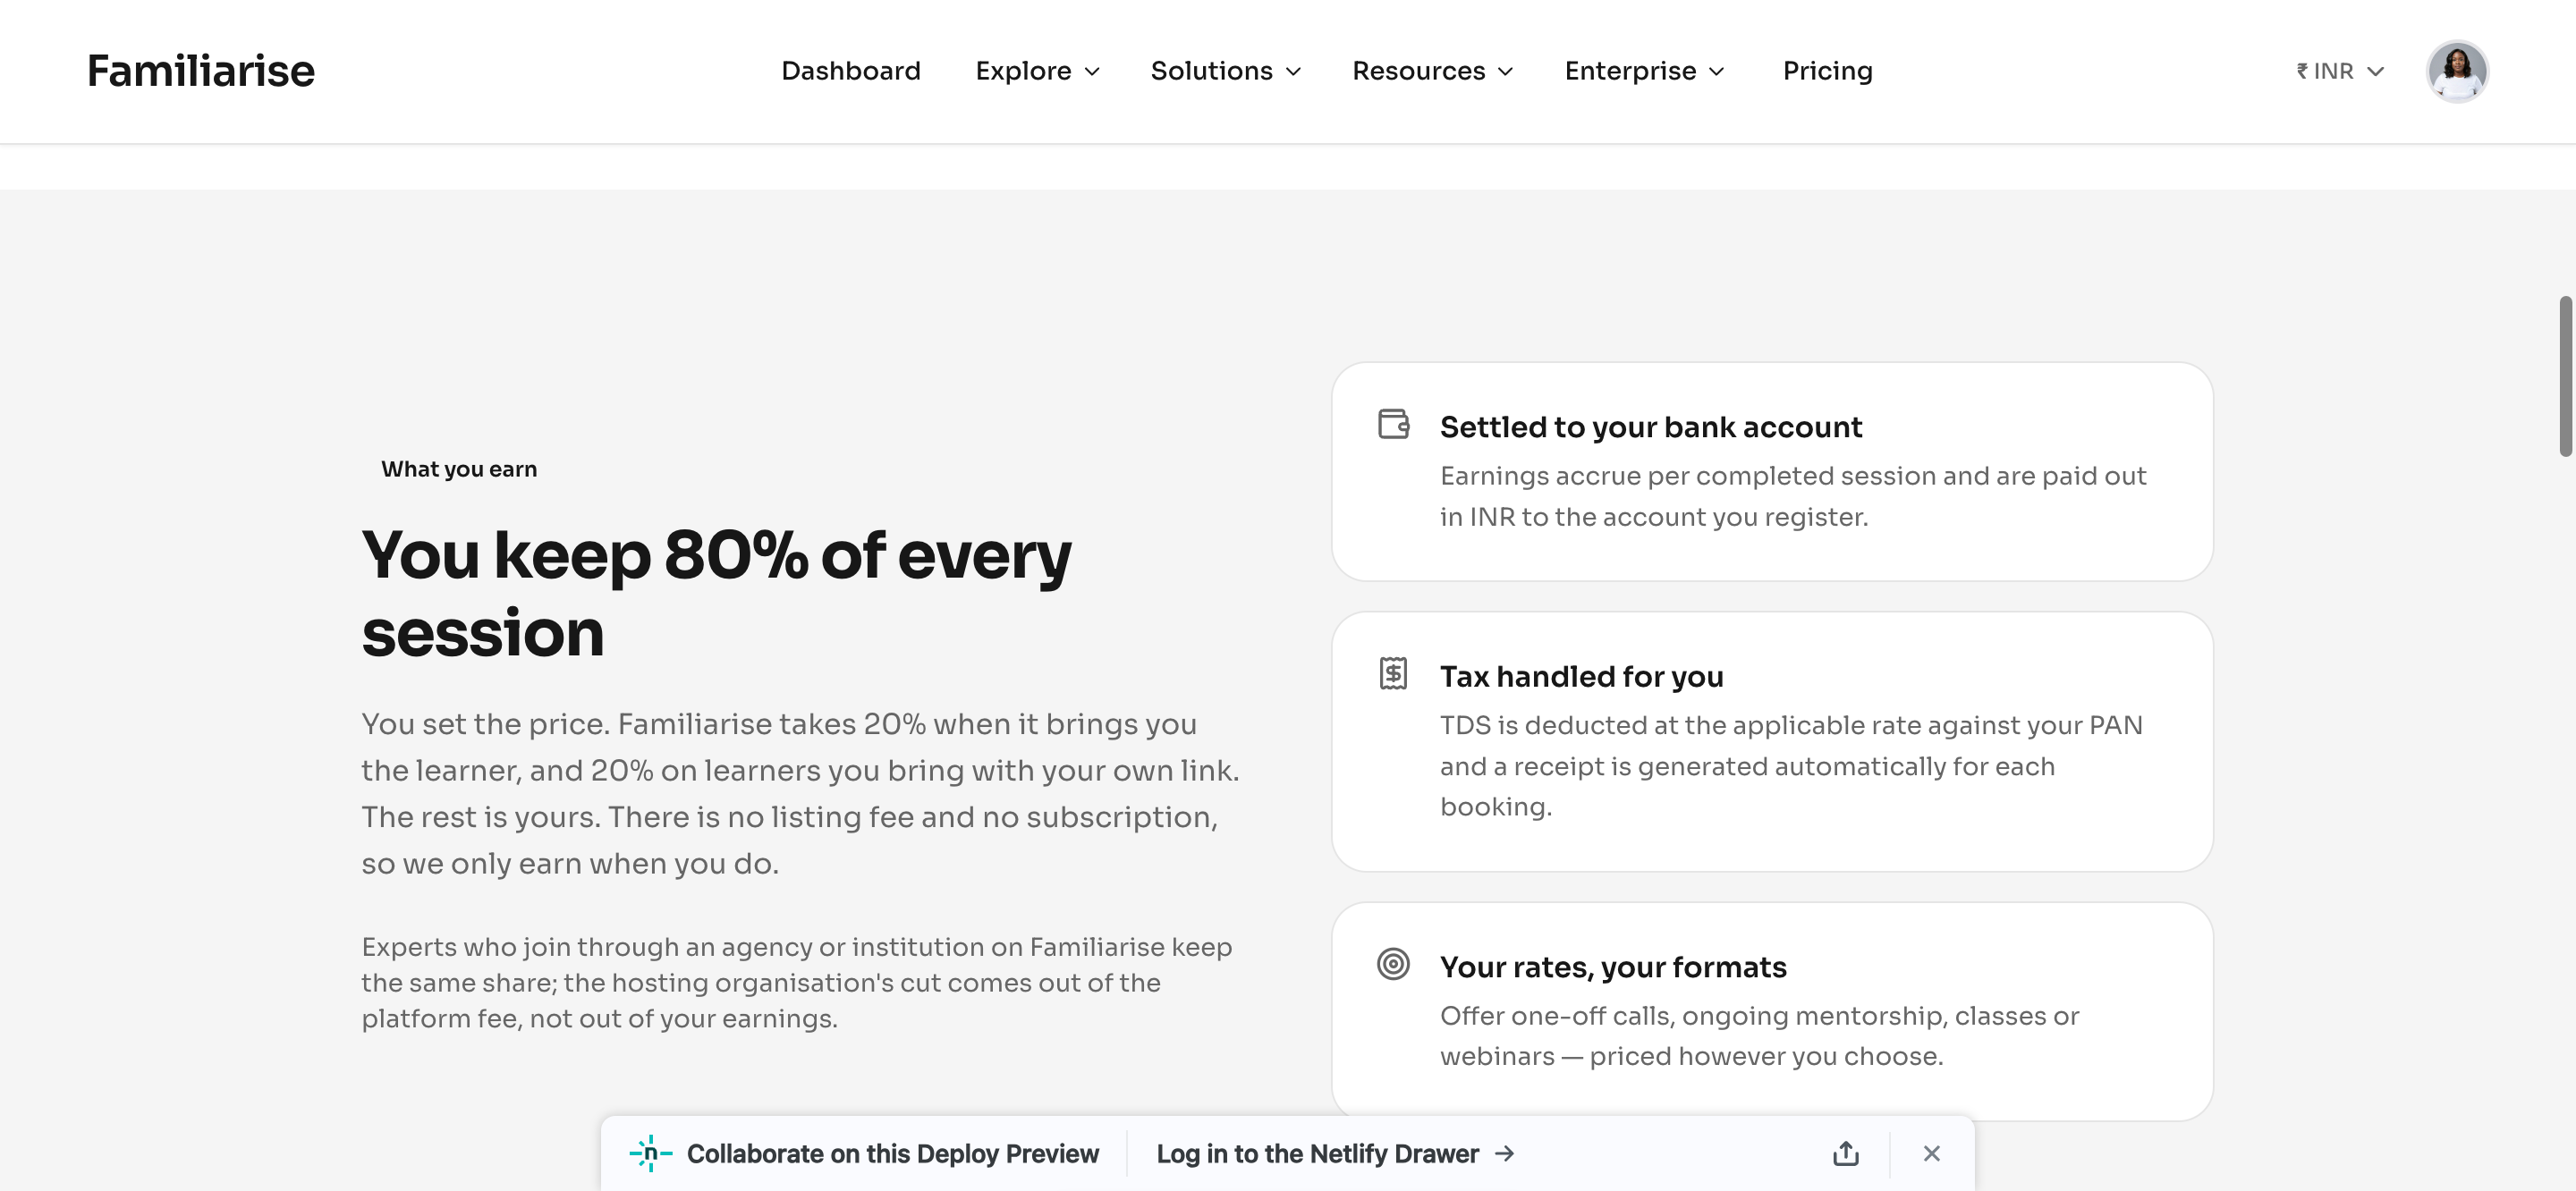 Familiarise
Dashboard
Explore
Solutions
Resources
Enterprise
Pricing
₹ INR
What you earn
You keep 80% of every
session
You set the price. Familiarise takes 20% when it brings you
the learner, and 20% on learners you bring with your own link.
The rest is yours. There is no listing fee and no subscription,
so we only earn when you do.
Experts who join through an agency or institution on Familiarise keep
the same share; the hosting organisation's cut comes out of the
platform fee, not out of your earnings.
Settled to your bank account
Earnings accrue per completed session and are paid out
in INR to the account you register.
Tax handled for you
TDS is deducted at the applicable rate against your PAN
and a receipt is generated automatically for each
booking.
Your rates, your formats
Offer one-off calls, ongoing mentorship, classes or
webinars — priced however you choose.
Collaborate on this Deploy Preview
Log in to the Netlify Drawer →